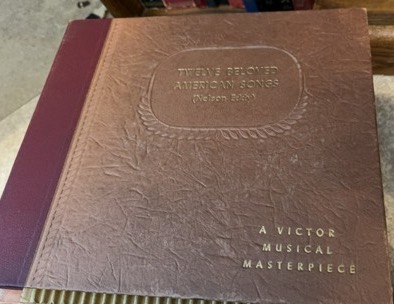 TWELVE BELOVED
AMERICAN SONGS
(Nelson Eddy)
A VICTOR
MUSICAL
MASTERPIECE